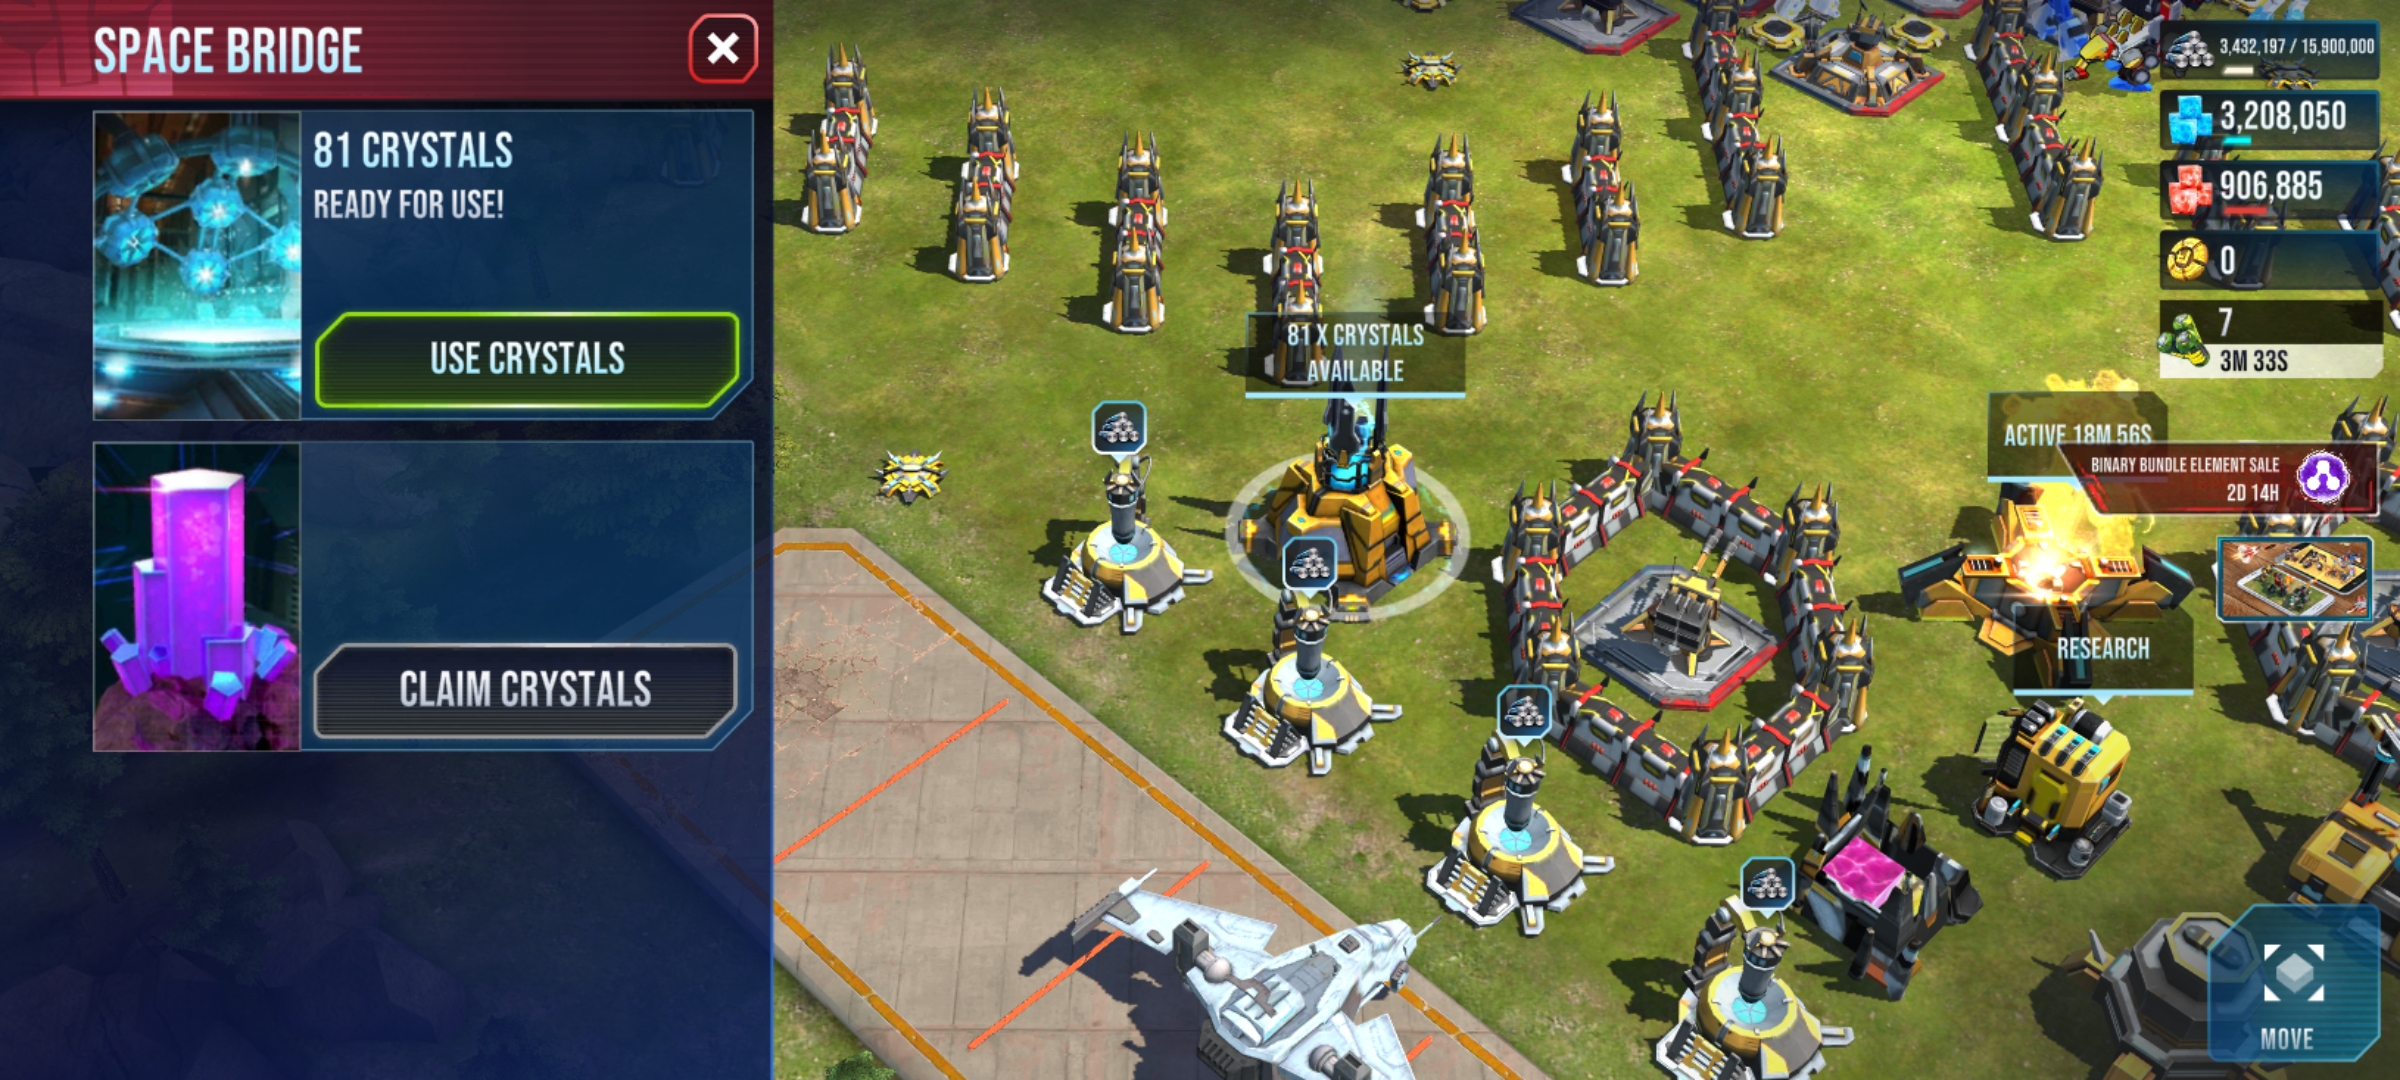 SPACE BRIDGE
81 CRYSTALS
READY FOR USE!
USE CRYSTALS
CLAIM CRYSTALS
81 X CRYSTALS
AVAILABLE
3,432,197 / 15,900,000
3,208,050
906,885
0
7
3M 33S
ACTIVE 18M 56S
BINARY BUNDLE ELEMENT SALE
2D 14H
RESEARCH
MOVE